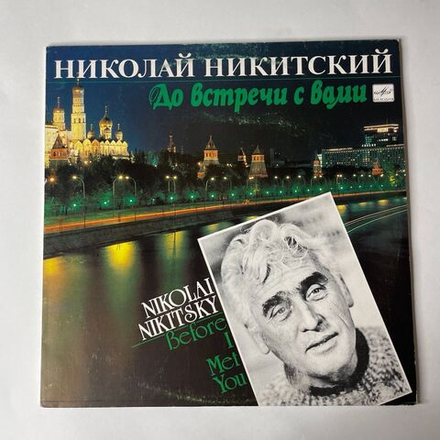 НИКОЛАЙ НИКИТСКИЙ
До встречи с вами
NIKOLAI
NIKITSKY
Before
I
Met
You